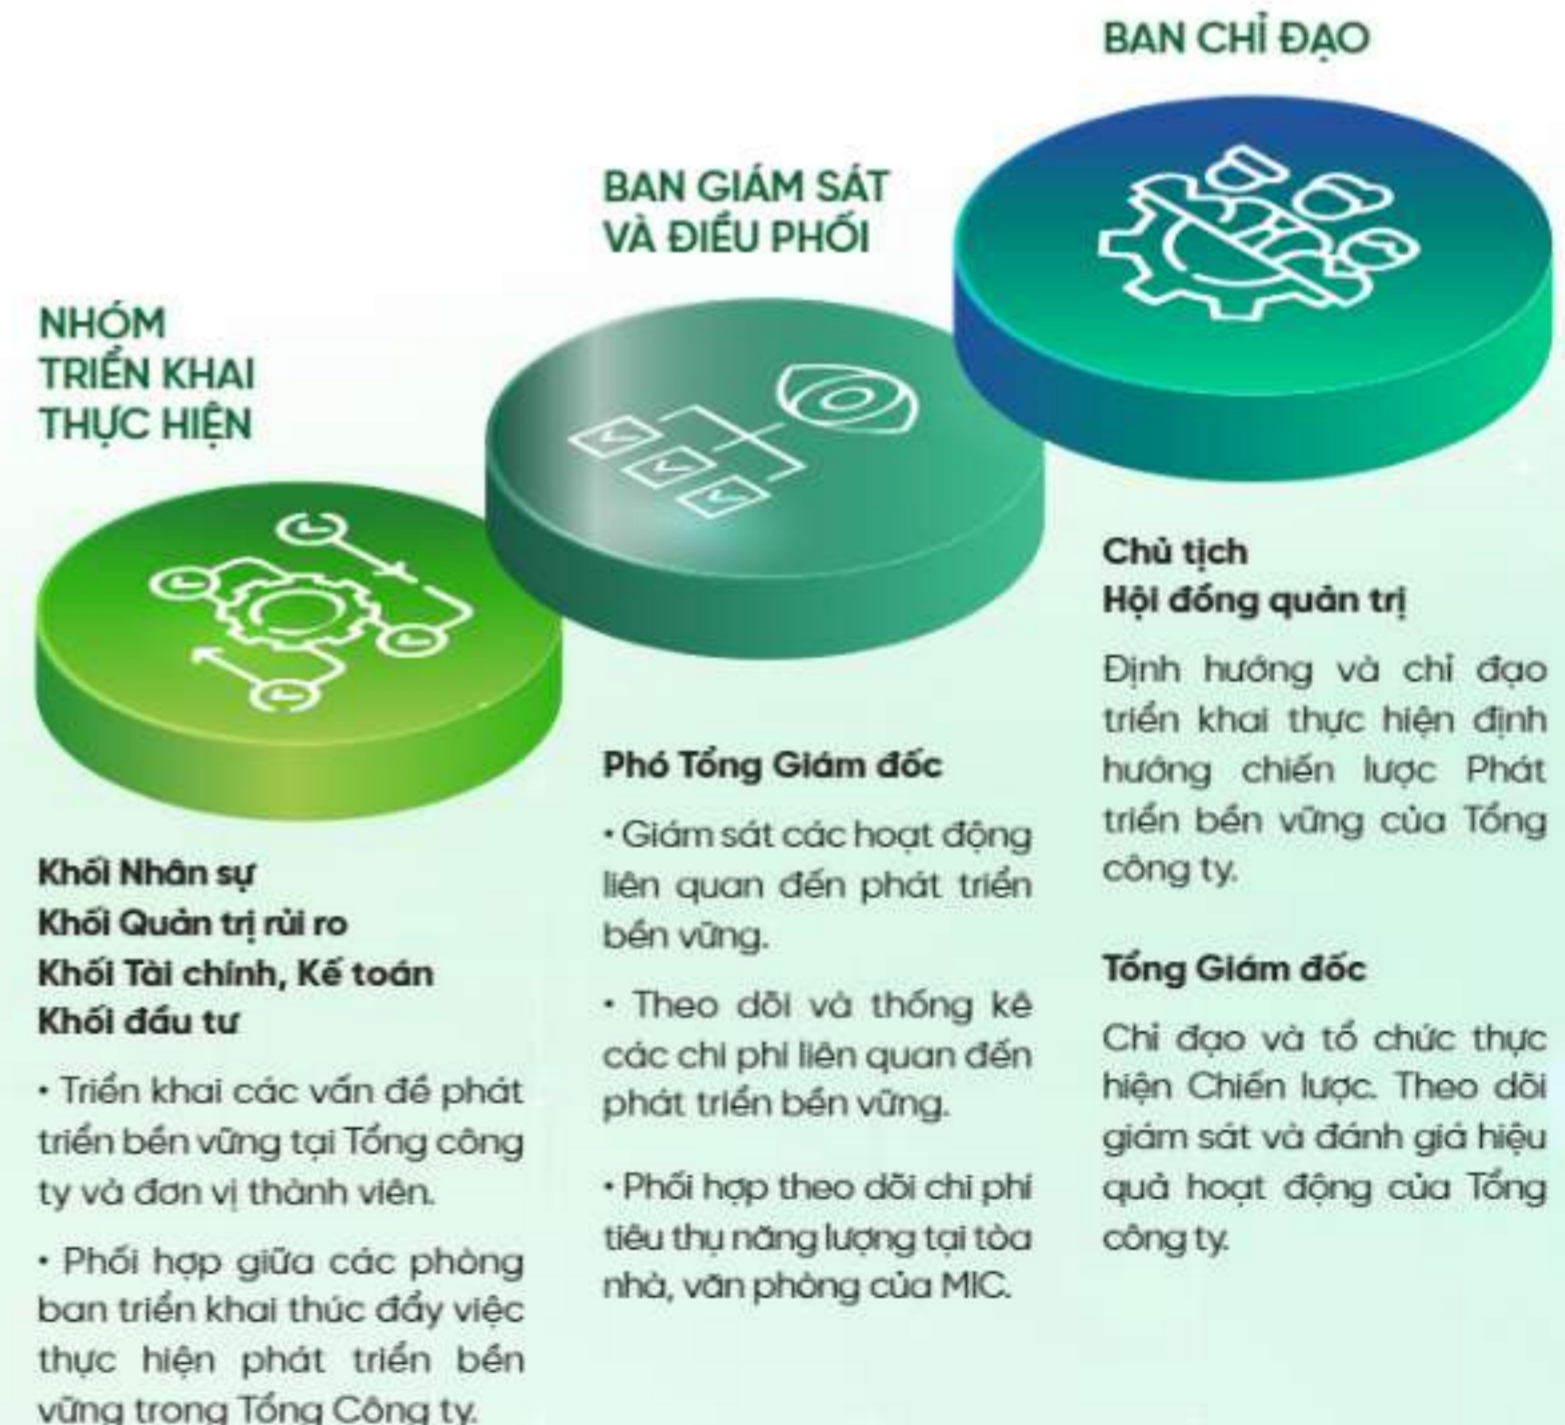 BAN CHỈ ĐẠO
Chủ tịch
Hội đồng quản trị
Định hướng và chỉ đạo
triển khai thực hiện định
hướng chiến lược Phát
triển bền vững của Tổng
công ty.
Tổng Giám đốc
Chỉ đạo và tổ chức thực
hiện Chiến lược. Theo dõi
giám sát và đánh giá hiệu
quả hoạt động của Tổng
công ty.
BAN GIÁM SÁT
VÀ ĐIỀU PHỐI
Phó Tổng Giám đốc
• Giám sát các hoạt động
liên quan đến phát triển
bền vững.
• Theo dõi và thống kê
các chi phí liên quan đến
phát triển bền vững.
• Phối hợp theo dõi chi phí
tiêu thụ năng lượng tại tòa
nhà, văn phòng của MIC.
NHÓM
TRIỂN KHAI
THỰC HIỆN
Khối Nhân sự
Khối Quản trị rủi ro
Khối Tài chính, Kế toán
Khối đầu tư
• Triển khai các vấn đề phát
triển bền vững tại Tổng công
ty và đơn vị thành viên.
• Phối hợp giữa các phòng
ban triển khai thúc đẩy việc
thực hiện phát triển bền
vững trong Tổng Công ty.